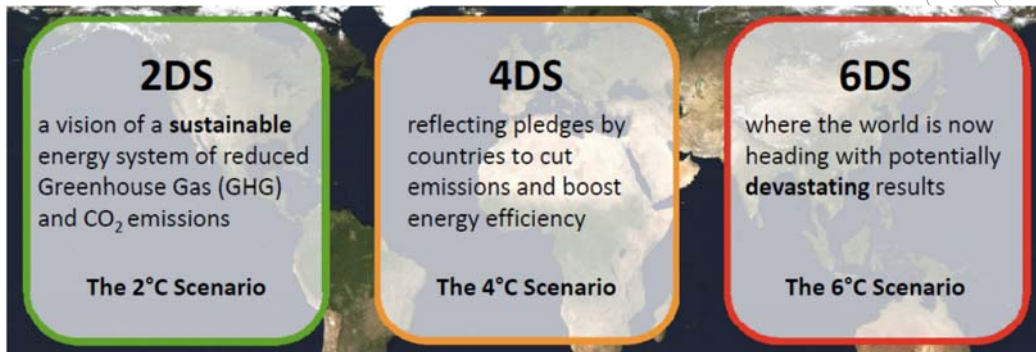 2DS
a vision of a sustainable
energy system of reduced
Greenhouse Gas (GHG)
and CO₂ emissions
The 2°C Scenario
4DS
reflecting pledges by
countries to cut
emissions and boost
energy efficiency
The 4°C Scenario
6DS
where the world is now
heading with potentially
devastating results
The 6°C Scenario